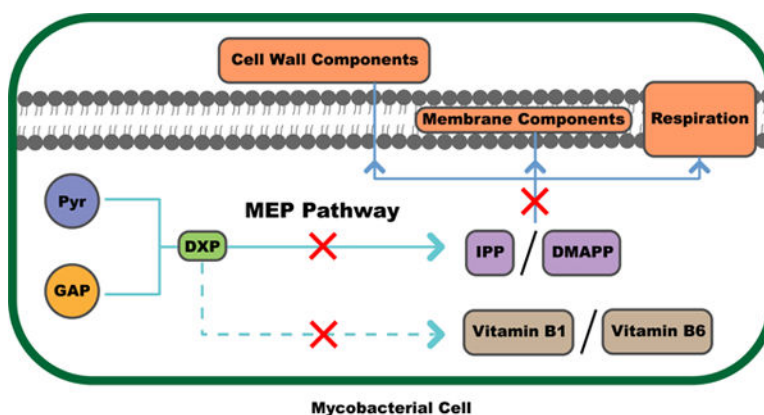 Cell Wall Components
Membrane Components
Respiration
Pyr
MEP Pathway
DXP
IPP / DMAPP
GAP
Vitamin B1 / Vitamin B6
Mycobacterial Cell